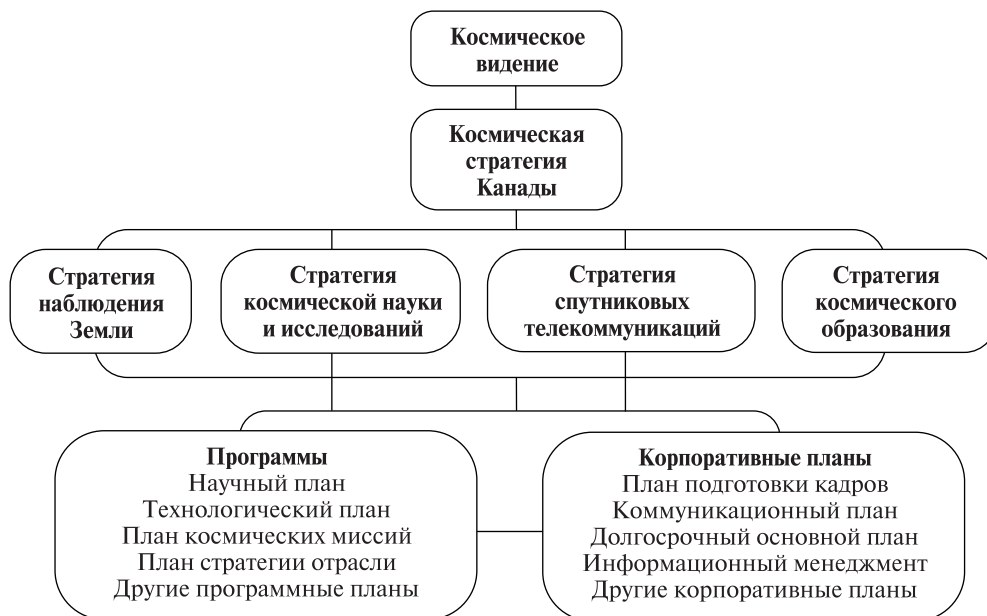 Космическое
видение
Космическая
стратегия
Канады
Стратегия
наблюдения
Земли
Стратегия
космической науки
и исследований
Стратегия
спутниковых
телекоммуникаций
Стратегия
космического
образования
Программы
Научный план
Технологический план
План космических миссий
План стратегии отрасли
Другие программные планы
Корпоративные планы
План подготовки кадров
Коммуникационный план
Долгосрочный основной план
Информационный менеджмент
Другие корпоративные планы